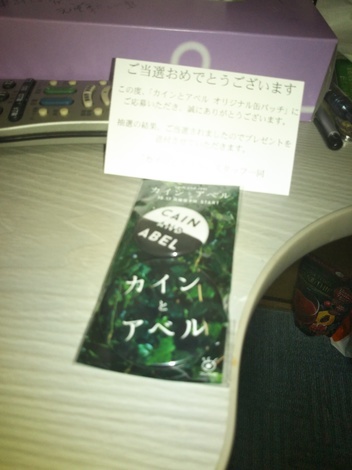 ご当選おめでとうございます
この度、「カインとアベル オリジナル缶バッチ」に
ご応募いただき、誠にありがとうございます。
抽選の結果、ご当選されましたのでプレゼントを
カインとアベル
CAIN
AND
ABEL
カイン
と
アベル